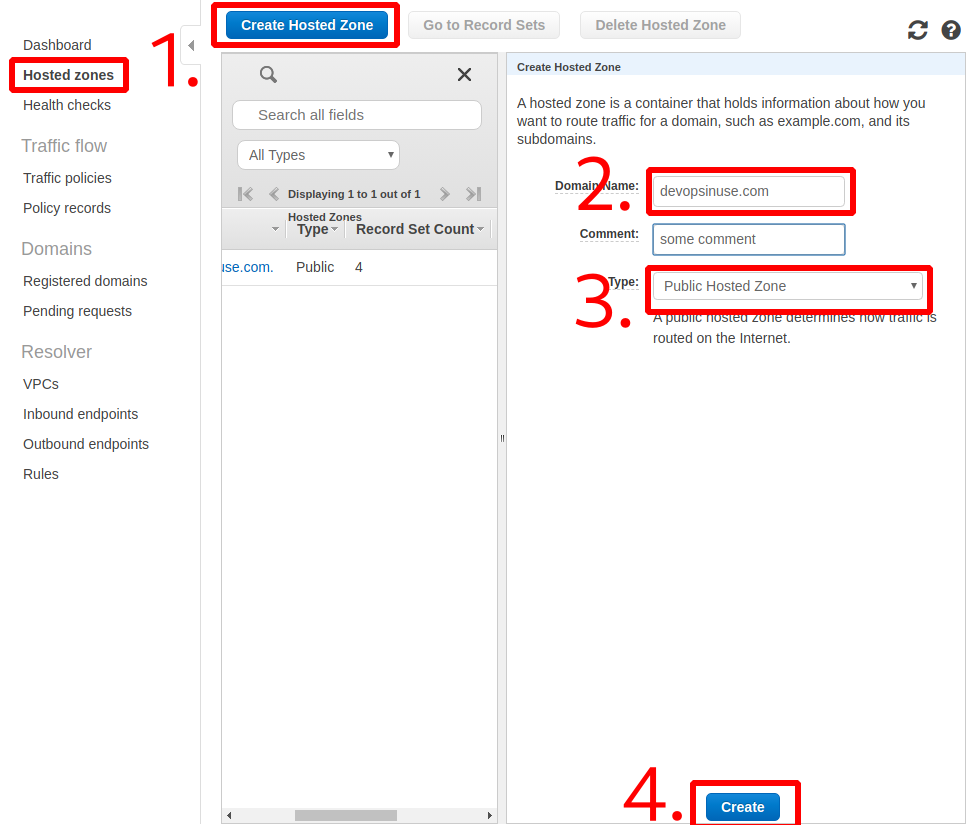 Create Hosted Zone
Go to Record Sets
Delete Hosted Zone
1.
Dashboard
Hosted zones
Health checks
Traffic flow
Traffic policies
Policy records
Domains
Registered domains
Pending requests
Resolver
VPCs
Inbound endpoints
Outbound endpoints
Rules
Search all fields
All Types
Displaying 1 to 1 out of 1
Hosted Zones
Type
Record Set Count
use.com. Public 4
Create Hosted Zone
A hosted zone is a container that holds information about how you
want to route traffic for a domain, such as example.com, and its
subdomains.
2.
Domain Name: devopsinuse.com
Comment: some comment
3.
Type: Public Hosted Zone
A public hosted zone determines how traffic is
routed on the Internet.
4.
Create